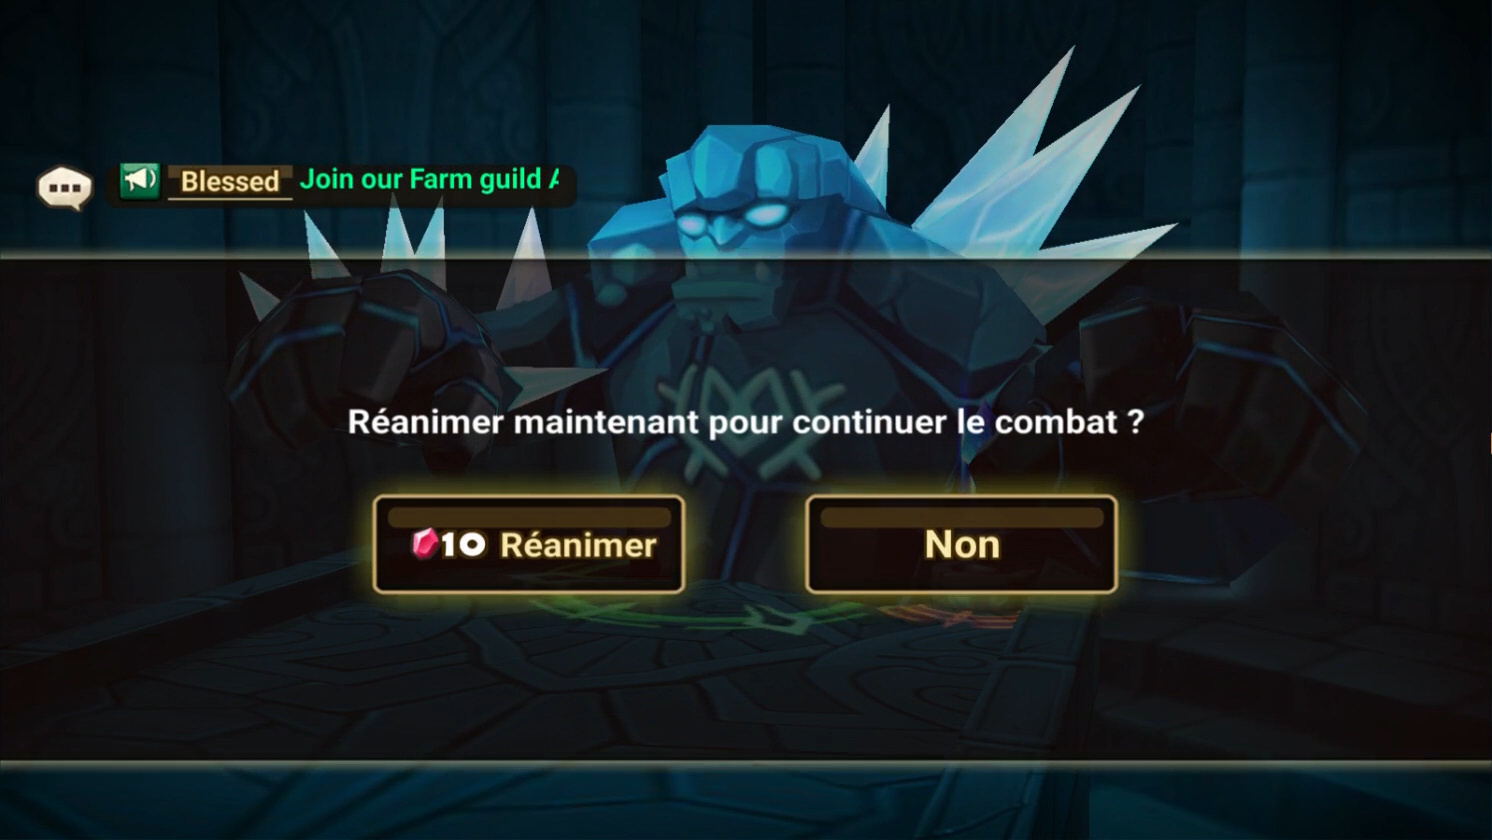 Blessed Join our Farm guild
Réanimer maintenant pour continuer le combat ?
10 Réanimer
Non